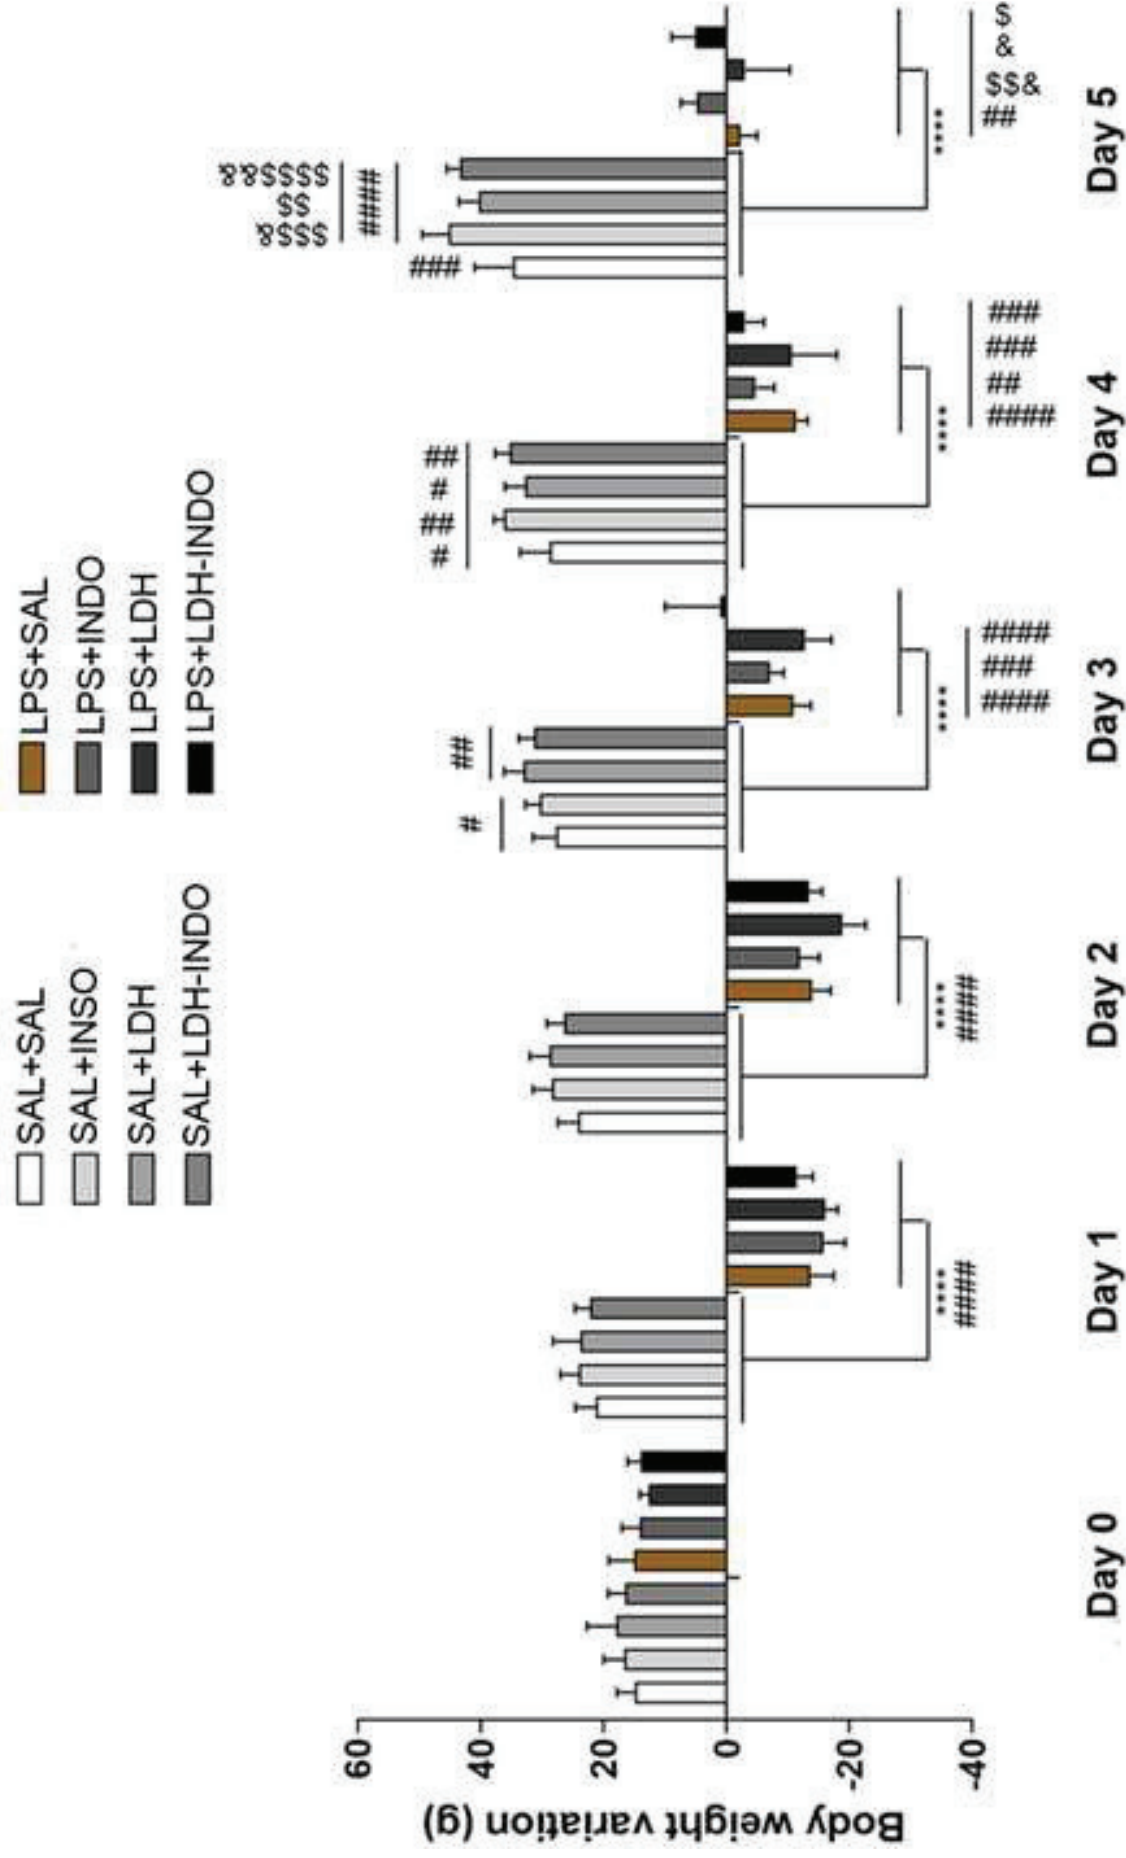 SAL+SAL
SAL+INSO
SAL+LDH
SAL+LDH-INDO
LPS+SAL
LPS+INDO
LPS+LDH
LPS+LDH-INDO
Body weight variation (g)
60
40
20
0
-20
-40
****
####
****
####
#
##
****
####
###
####
#
##
#
##
****
####
##
###
###
###
&$$$
$$
&&$$$$$
####
****
##
$$&
&
$
Day 0
Day 1
Day 2
Day 3
Day 4
Day 5